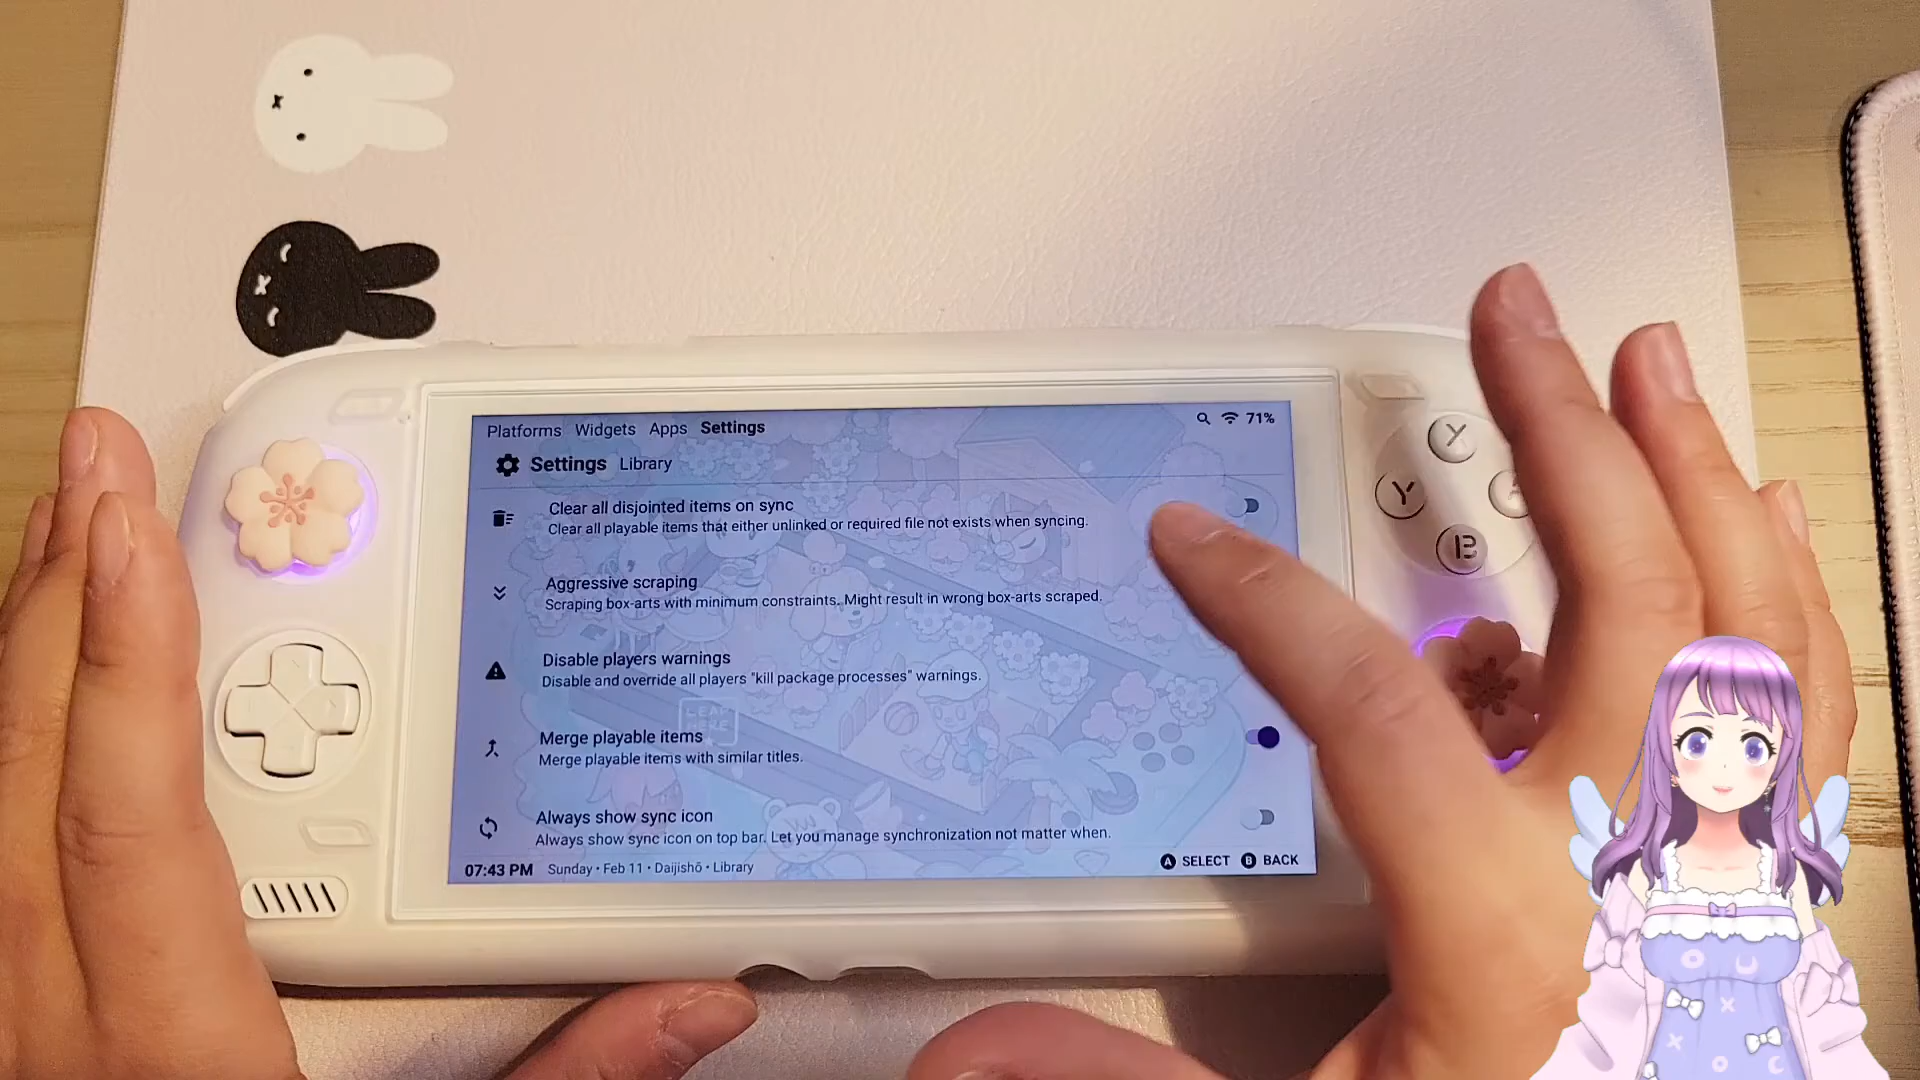 Platforms Widgets Apps Settings
71%
Settings Library
Clear all disjointed items on sync
Clear all playable items that either unlinked or required file not exists when syncing.
Aggressive scraping
Scraping box-arts with minimum constraints. Might result in wrong box-arts scraped.
Disable players warnings
Disable and override all players "kill package processes" warnings.
Merge playable items
Merge playable items with similar titles.
Always show sync icon
Always show sync icon on top bar. Let you manage synchronization not matter when.
07:43 PM Sunday • Feb 11 • Daijishō • Library
A SELECT B BACK
X
Y
B